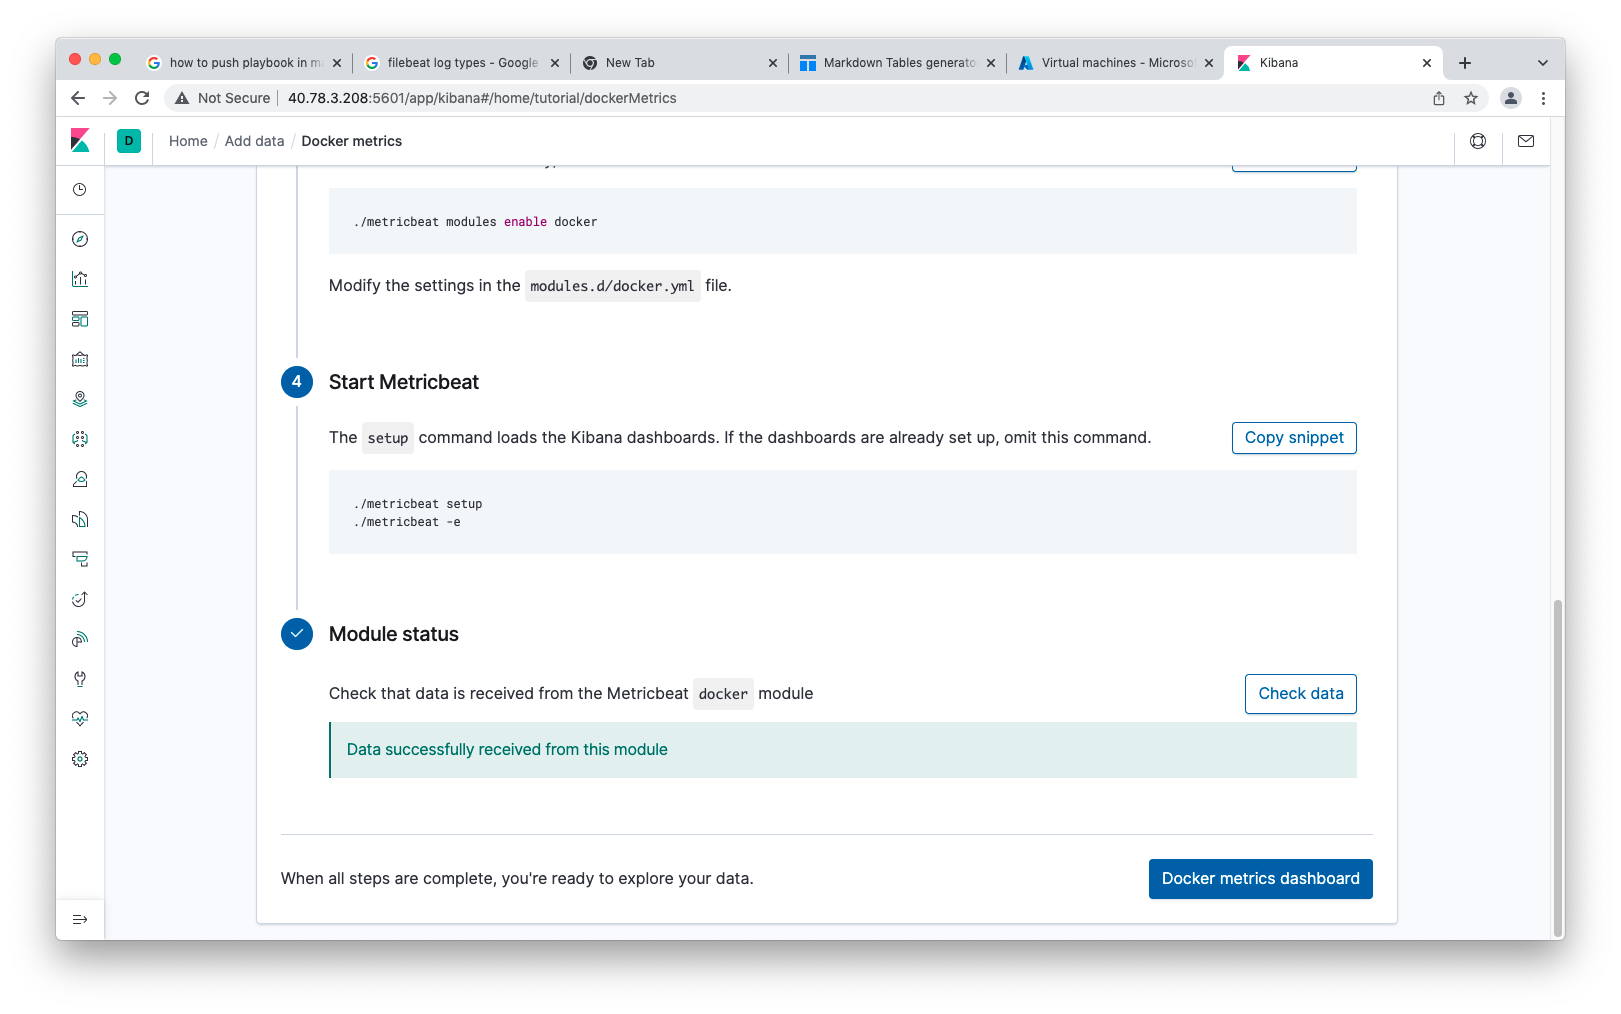 how to push playbook in m
filebeat log types - Google
New Tab
Markdown Tables generato
Virtual machines - Microso
Kibana
Not Secure
40.78.3.208:5601/app/kibana#/home/tutorial/dockerMetrics
D
Home / Add data / Docker metrics
./metricbeat modules enable docker
Modify the settings in the modules.d/docker.yml file.
4
Start Metricbeat
The setup command loads the Kibana dashboards. If the dashboards are already set up, omit this command.
Copy snippet
./metricbeat setup
./metricbeat -e
Module status
Check that data is received from the Metricbeat docker module
Check data
Data successfully received from this module
When all steps are complete, you're ready to explore your data.
Docker metrics dashboard